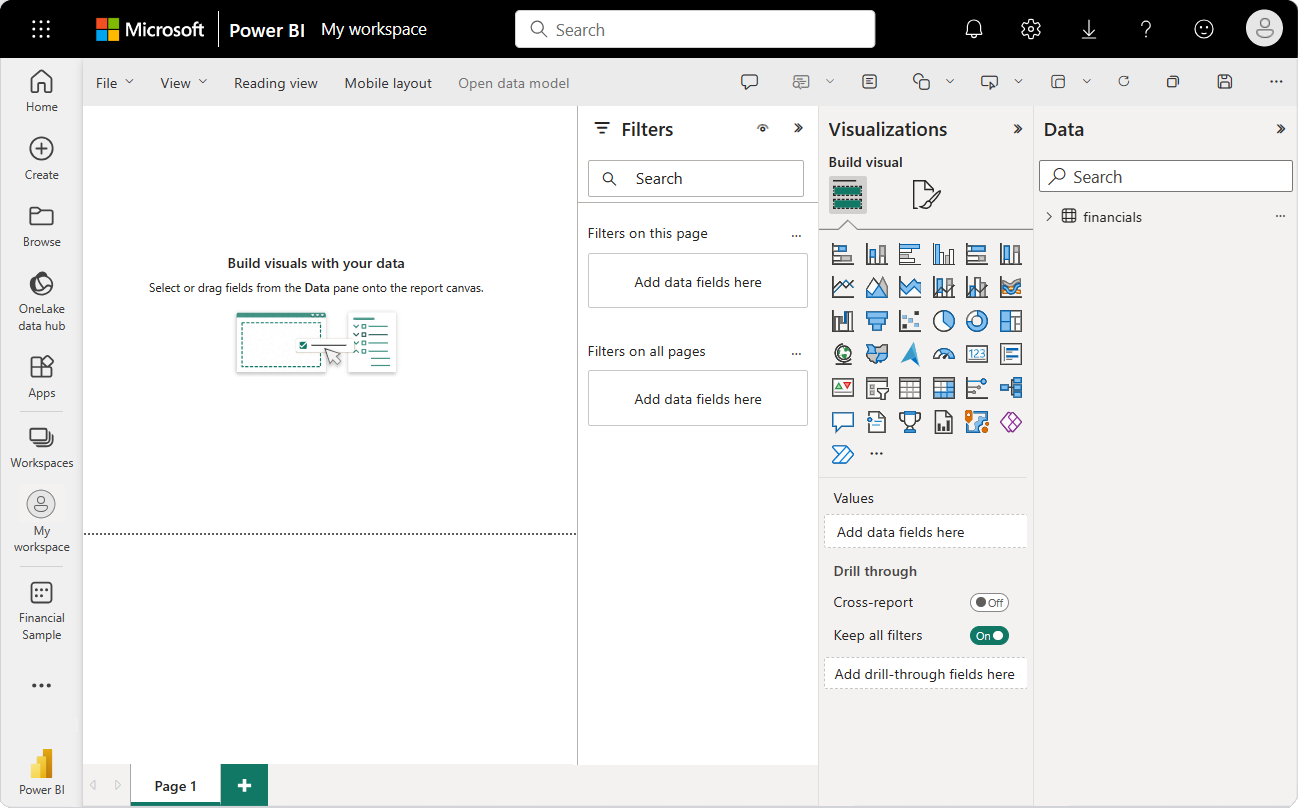 Microsoft Power BI My workspace Search
File View Reading view Mobile layout Open data model
Home
Create
Browse
OneLake
data hub
Apps
Workspaces
My
workspace
Financial
Sample
Power BI
Build visuals with your data
Select or drag fields from the Data pane onto the report canvas.
Page 1
Filters
Search
Filters on this page
Add data fields here
Filters on all pages
Add data fields here
Visualizations
Build visual
123
Values
Add data fields here
Drill through
Cross-report Off
Keep all filters On
Add drill-through fields here
Data
Search
financials